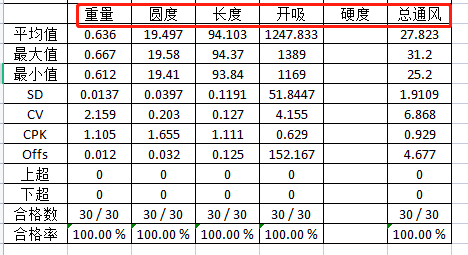 重量 圆度 长度 开吸 硬度 总通风
平均值 0.636 19.497 94.103 1247.833 27.823
最大值 0.667 19.58 94.37 1389 31.2
最小值 0.612 19.41 93.84 1169 25.2
SD 0.0137 0.0397 0.1191 51.8447 1.9109
CV 2.159 0.203 0.127 4.155 6.868
CPK 1.105 1.655 1.111 0.629 0.929
Offs 0.012 0.032 0.125 152.167 4.677
上超 0 0 0 0 0
下超 0 0 0 0 0
合格数 30 / 30 30 / 30 30 / 30 30 / 30 30 / 30
合格率 100.00 % 100.00 % 100.00 % 100.00 % 100.00 %